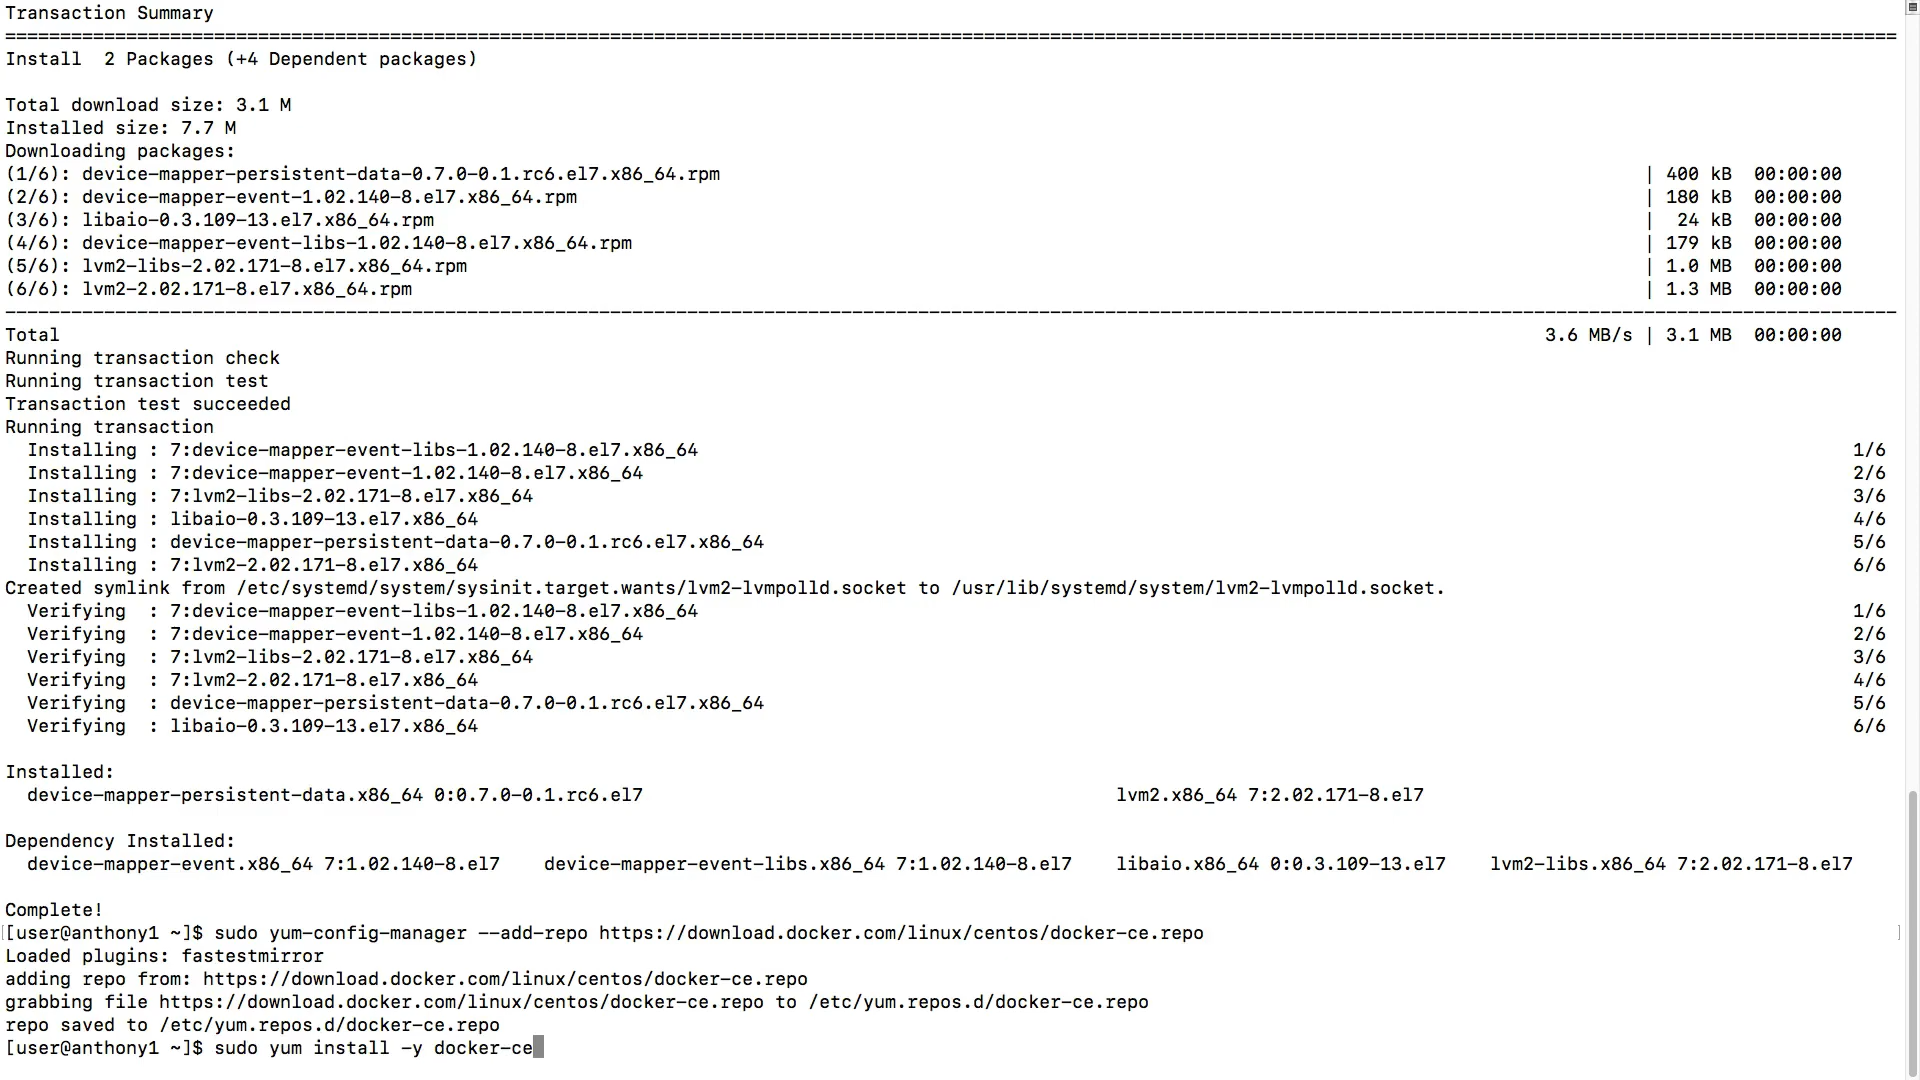 Transaction Summary
================================================================================================================================================================================
Install  2 Packages (+4 Dependent packages)
Total download size: 3.1 M
Installed size: 7.7 M
Downloading packages:
(1/6): device-mapper-persistent-data-0.7.0-0.1.rc6.el7.x86_64.rpm | 400 kB  00:00:00
(2/6): device-mapper-event-1.02.140-8.el7.x86_64.rpm | 180 kB  00:00:00
(3/6): libaio-0.3.109-13.el7.x86_64.rpm |  24 kB  00:00:00
(4/6): device-mapper-event-libs-1.02.140-8.el7.x86_64.rpm | 179 kB  00:00:00
(5/6): lvm2-libs-2.02.171-8.el7.x86_64.rpm | 1.0 MB  00:00:00
(6/6): lvm2-2.02.171-8.el7.x86_64.rpm | 1.3 MB  00:00:00
--------------------------------------------------------------------------------------------------------------------------------------------------------------------------------
Total 3.6 MB/s | 3.1 MB  00:00:00
Running transaction check
Running transaction test
Transaction test succeeded
Running transaction
  Installing : 7:device-mapper-event-libs-1.02.140-8.el7.x86_64 1/6
  Installing : 7:device-mapper-event-1.02.140-8.el7.x86_64 2/6
  Installing : 7:lvm2-libs-2.02.171-8.el7.x86_64 3/6
  Installing : libaio-0.3.109-13.el7.x86_64 4/6
  Installing : device-mapper-persistent-data-0.7.0-0.1.rc6.el7.x86_64 5/6
  Installing : 7:lvm2-2.02.171-8.el7.x86_64 6/6
Created symlink from /etc/systemd/system/sysinit.target.wants/lvm2-lvmpolld.socket to /usr/lib/systemd/system/lvm2-lvmpolld.socket.
  Verifying  : 7:device-mapper-event-libs-1.02.140-8.el7.x86_64 1/6
  Verifying  : 7:device-mapper-event-1.02.140-8.el7.x86_64 2/6
  Verifying  : 7:lvm2-libs-2.02.171-8.el7.x86_64 3/6
  Verifying  : 7:lvm2-2.02.171-8.el7.x86_64 4/6
  Verifying  : device-mapper-persistent-data-0.7.0-0.1.rc6.el7.x86_64 5/6
  Verifying  : libaio-0.3.109-13.el7.x86_64 6/6
Installed:
  device-mapper-persistent-data.x86_64 0:0.7.0-0.1.rc6.el7 lvm2.x86_64 7:2.02.171-8.el7
Dependency Installed:
  device-mapper-event.x86_64 7:1.02.140-8.el7    device-mapper-event-libs.x86_64 7:1.02.140-8.el7    libaio.x86_64 0:0.3.109-13.el7    lvm2-libs.x86_64 7:2.02.171-8.el7
Complete!
[user@anthony1 ~]$ sudo yum-config-manager --add-repo https://download.docker.com/linux/centos/docker-ce.repo
Loaded plugins: fastestmirror
adding repo from: https://download.docker.com/linux/centos/docker-ce.repo
grabbing file https://download.docker.com/linux/centos/docker-ce.repo to /etc/yum.repos.d/docker-ce.repo
repo saved to /etc/yum.repos.d/docker-ce.repo
[user@anthony1 ~]$ sudo yum install -y docker-ce